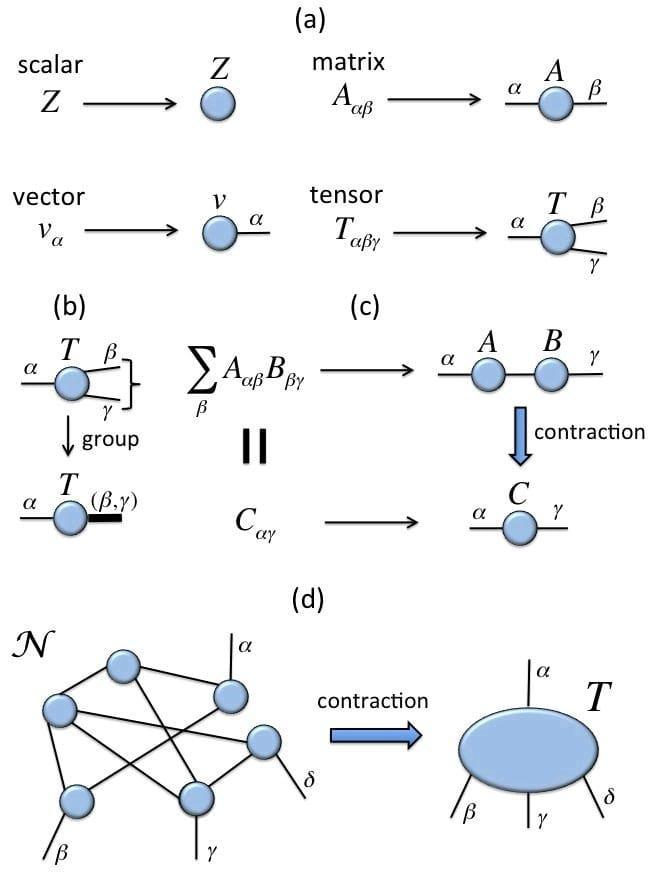 (a)
scalar
Z
Z
matrix
A_{αβ}
α A β
vector
v_α
v
α
tensor
T_{αβγ}
α T β
γ
(b)
α T β
γ
group
α T (β,γ)
(c)
∑_β A_{αβ} B_{βγ}
α A B γ
=
contraction
C_{αγ}
α C γ
(d)
𝒩
α
β
γ
δ
contraction
α
T
β
γ
δ